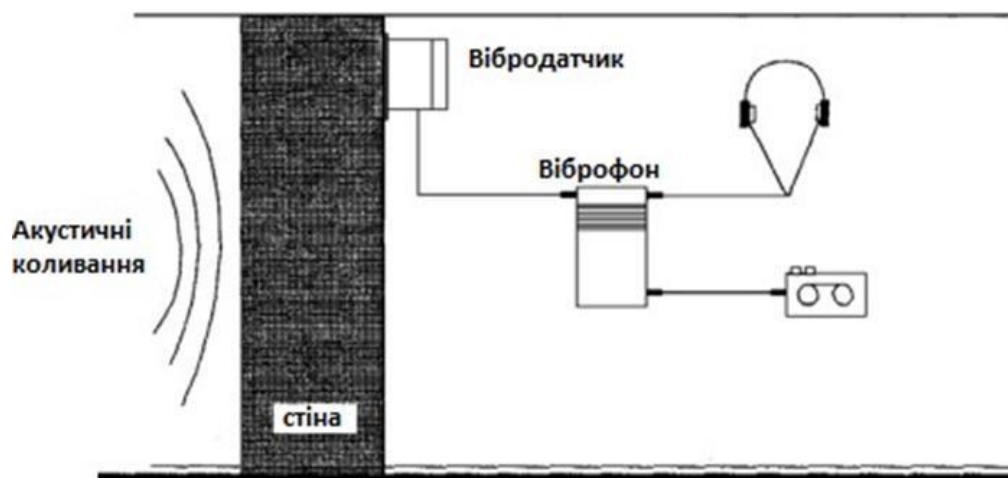 Вібродатчик
Віброфон
Акустичні
коливання
стіна